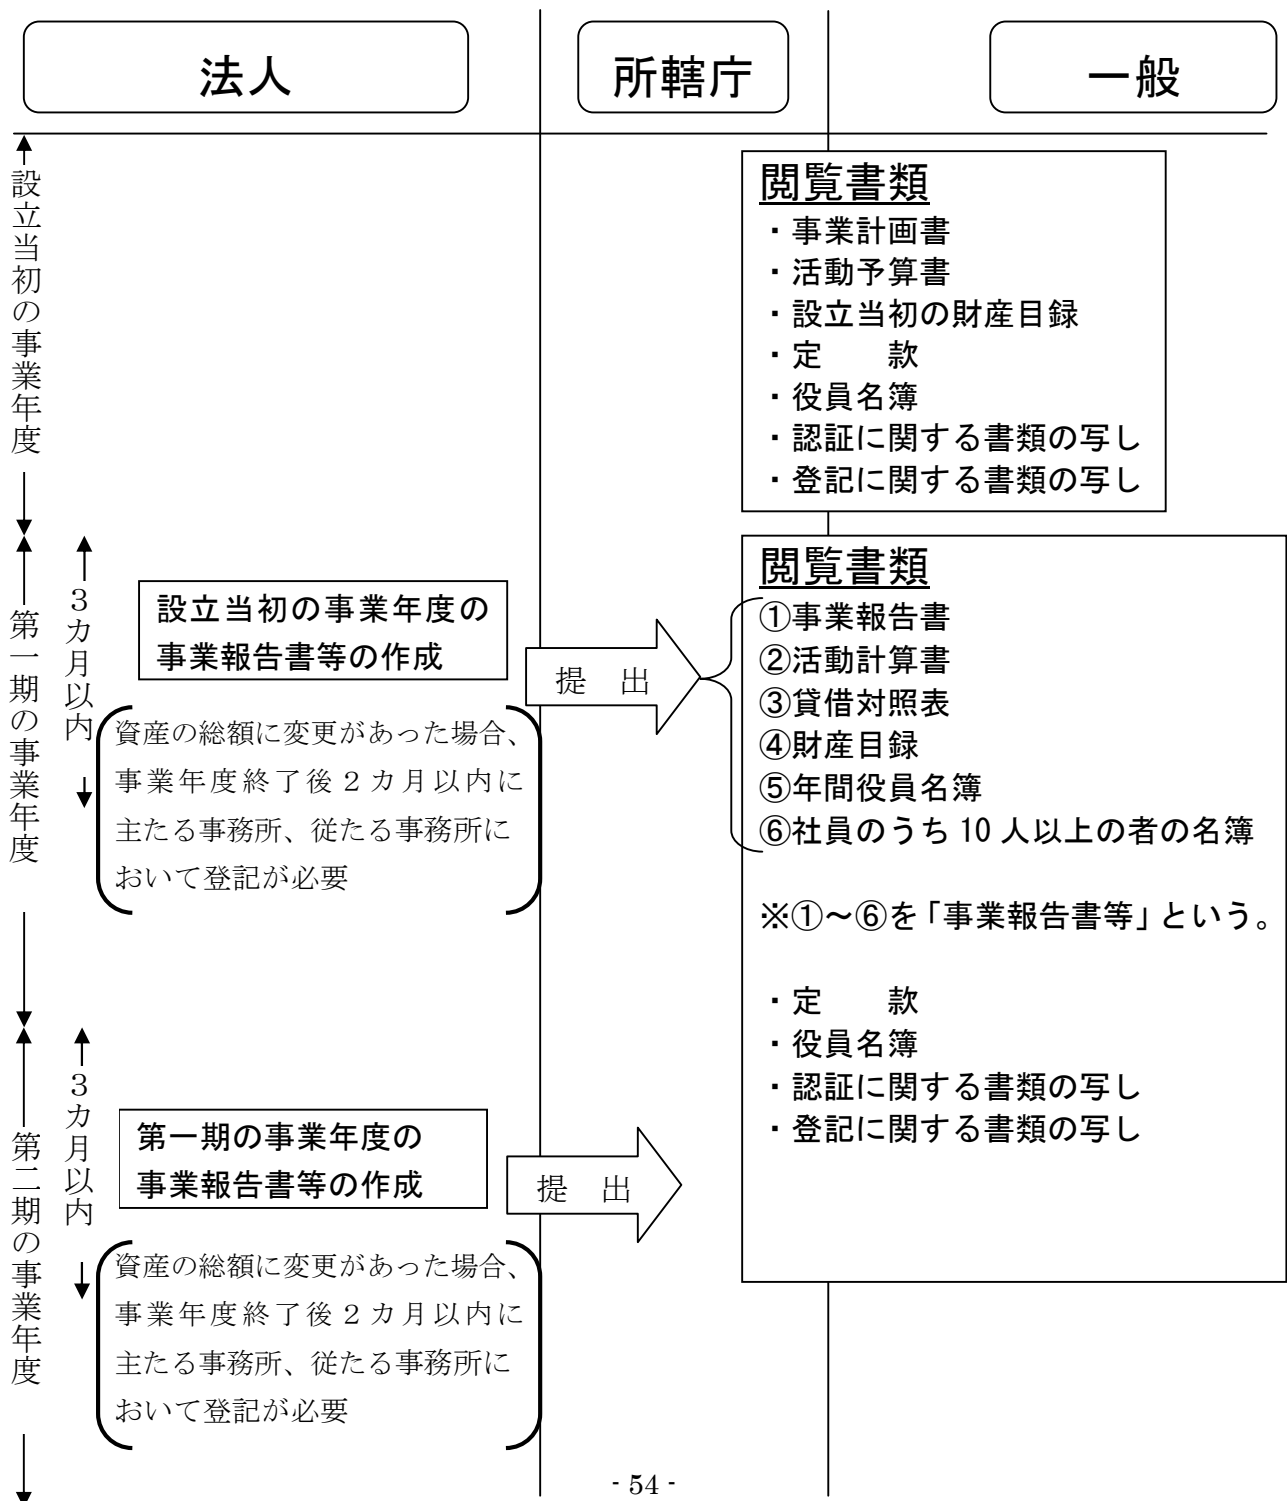 法人
所轄庁
一般
設立当初の事業年度
閲覧書類
・事業計画書
・活動予算書
・設立当初の財産目録
・定　　款
・役員名簿
・認証に関する書類の写し
・登記に関する書類の写し
第一期の事業年度
３カ月以内
設立当初の事業年度の
事業報告書等の作成
提　出
資産の総額に変更があった場合、
事業年度終了後２カ月以内に
主たる事務所、従たる事務所に
おいて登記が必要
閲覧書類
①事業報告書
②活動計算書
③貸借対照表
④財産目録
⑤年間役員名簿
⑥社員のうち 10 人以上の者の名簿
※①～⑥を「事業報告書等」という。
・定　　款
・役員名簿
・認証に関する書類の写し
・登記に関する書類の写し
第二期の事業年度
３カ月以内
第一期の事業年度の
事業報告書等の作成
提　出
資産の総額に変更があった場合、
事業年度終了後２カ月以内に
主たる事務所、従たる事務所に
おいて登記が必要
- 54 -